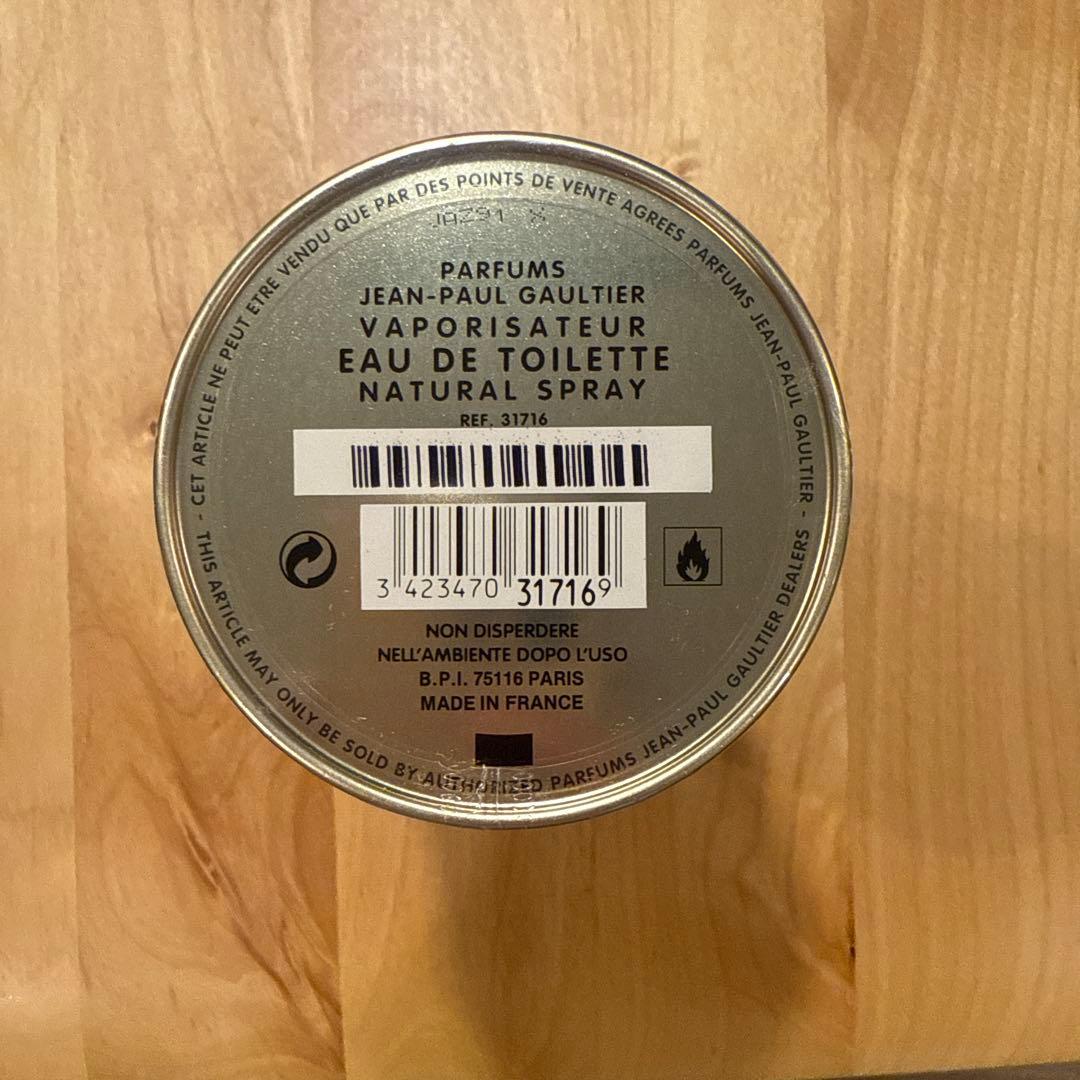 CET ARTICLE NE PEUT ETRE VENDU QUE PAR DES POINTS DE VENTE AGREES PARFUMS JEAN-PAUL GAULTIER -
PARFUMS
JEAN-PAUL GAULTIER
VAPORISATEUR
EAU DE TOILETTE
NATURAL SPRAY
REF. 31716
3 423470 317169
NON DISPERDERE
NELL'AMBIENTE DOPO L'USO
B.P.I. 75116 PARIS
MADE IN FRANCE
THIS ARTICLE MAY ONLY BE SOLD BY AUTHORIZED PARFUMS JEAN-PAUL GAULTIER DEALERS -